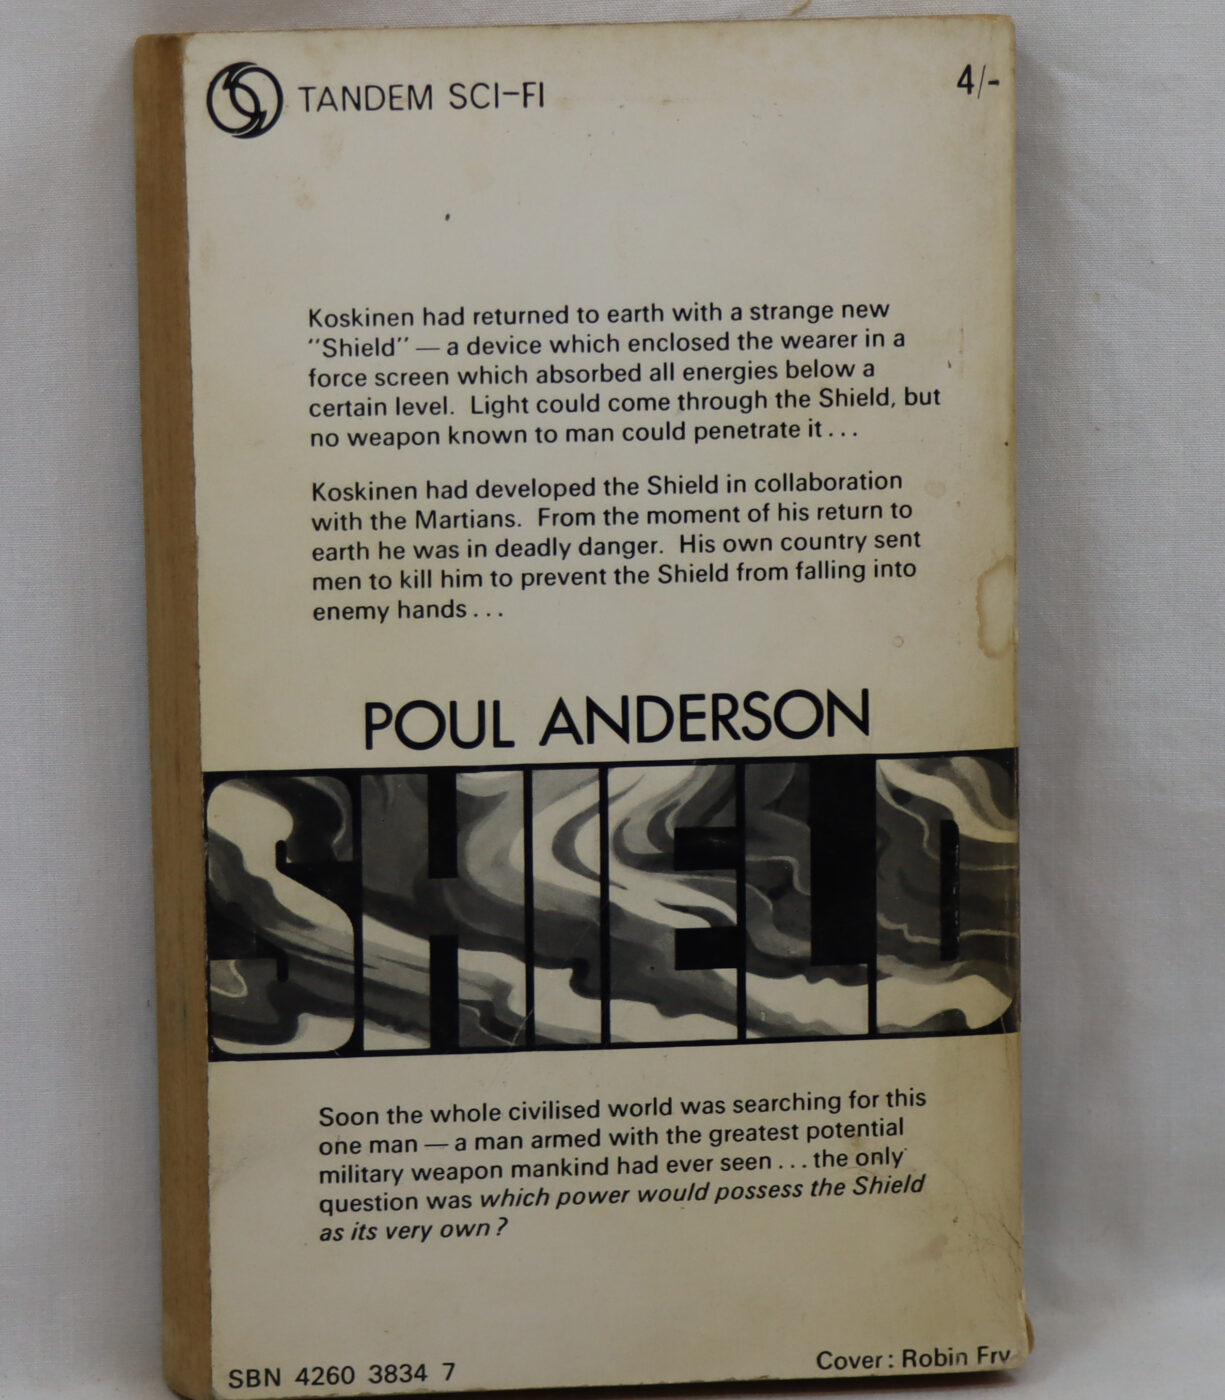 TANDEM SCI-FI
4/-
Koskinen had returned to earth with a strange new
"Shield" — a device which enclosed the wearer in a
force screen which absorbed all energies below a
certain level. Light could come through the Shield, but
no weapon known to man could penetrate it...
Koskinen had developed the Shield in collaboration
with the Martians. From the moment of his return to
earth he was in deadly danger. His own country sent
men to kill him to prevent the Shield from falling into
enemy hands...
POUL ANDERSON
SHIELD
Soon the whole civilised world was searching for this
one man — a man armed with the greatest potential
military weapon mankind had ever seen... the only
question was which power would possess the Shield
as its very own?
SBN 4260 3834 7
Cover: Robin